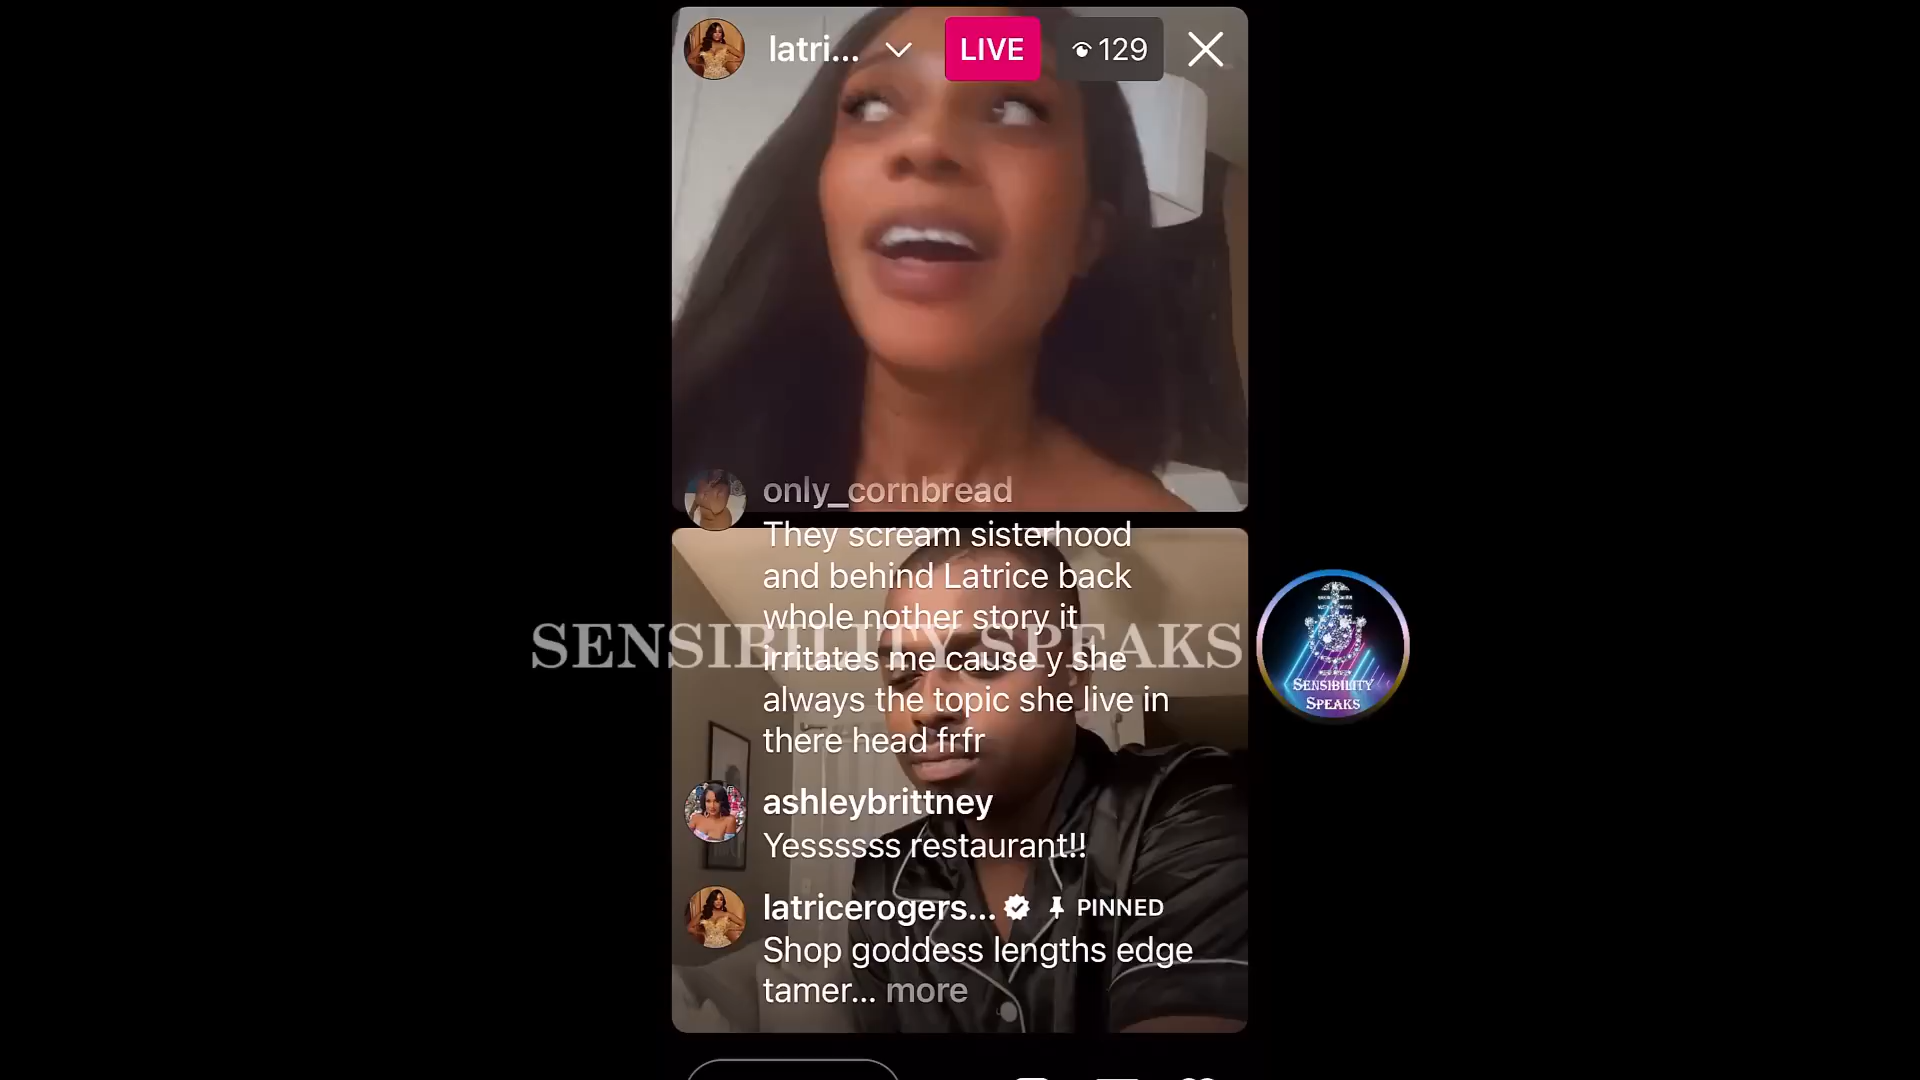 latri...
LIVE
129
only_cornbread
They scream sisterhood
and behind Latrice back
whole nother story it
irritates me cause y she
always the topic she live in
there head frfr
SENSIBILITY SPEAKS
SENSIBILITY
SPEAKS
ashleybrittney
Yessssss restaurant!!
latricerogers... PINNED
Shop goddess lengths edge
tamer... more